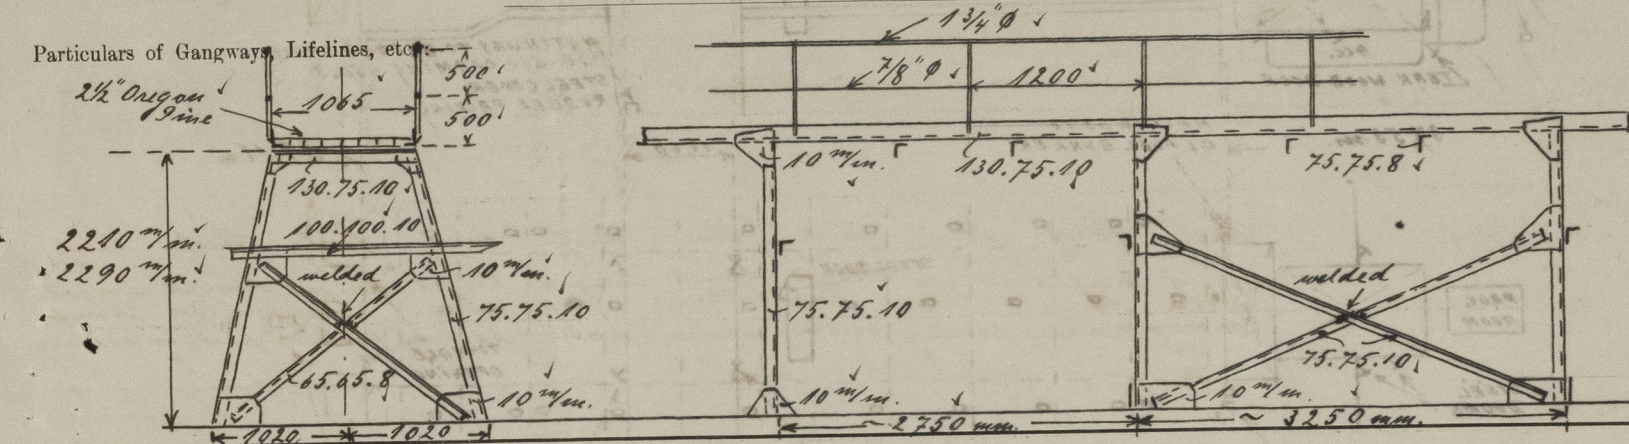 Particulars of Gangways, Lifelines, etc.:—
1 3/4" φ
500
7/8" φ
1200
2½" Oregon
Pine
1065
500
10 m/m.
130.75.10
75.75.8
130.75.10
100.100.10
2210 m/m.
2290 m/m.
welded
10 m/m.
75.75.10
75.75.10
welded
65.65.8
10 m/m.
10 m/m.
75.75.10
10 m/m.
1020
1020
~ 2750 mm.
~ 3250 mm.